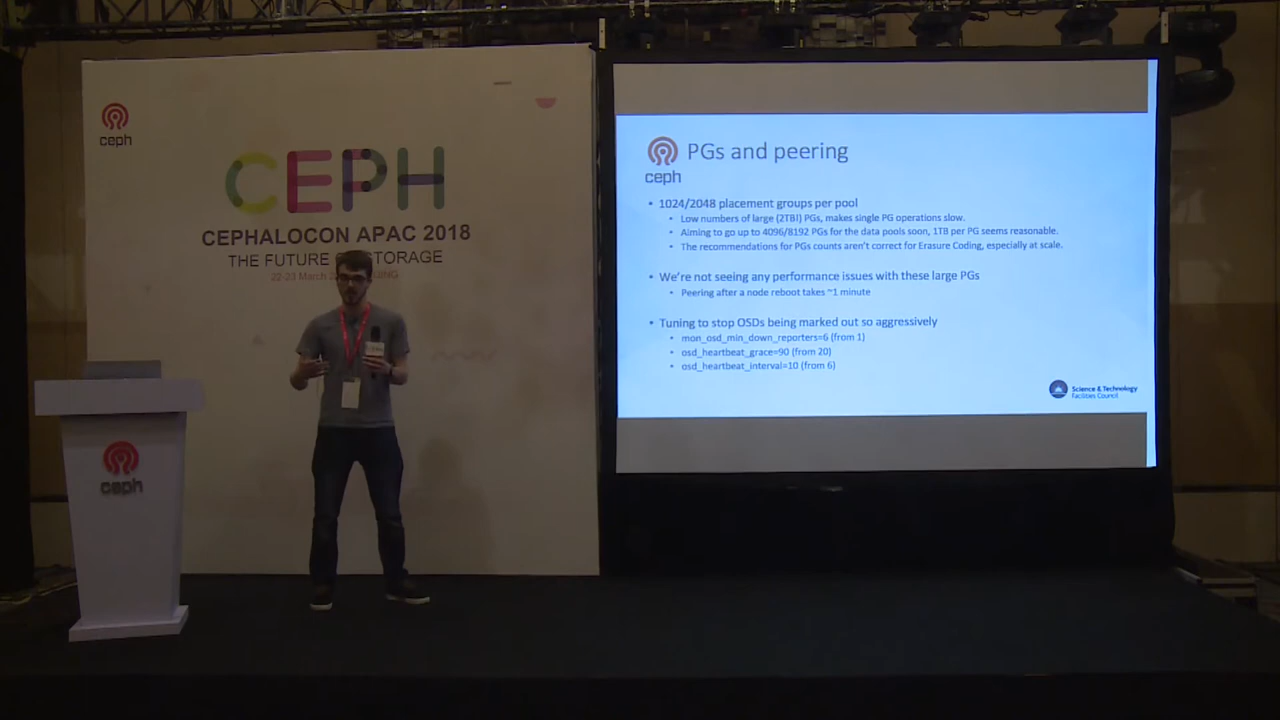 ceph
CEPH
CEPHALOCON APAC 2018
THE FUTURE STORAGE
22-23 March
ceph
PGs and peering
ceph
• 1024/2048 placement groups per pool
• Low numbers of large (2TBI) PGs, makes single PG operations slow.
• Aiming to go up to 4096/8192 PGs for the data pools soon, 1TB per PG seems reasonable.
• The recommendations for PGs counts aren't correct for Erasure Coding, especially at scale.
• We're not seeing any performance issues with these large PGs
• Peering after a node reboot takes ~1 minute
• Tuning to stop OSDs being marked out so aggressively
• mon_osd_min_down_reporters=6 (from 1)
• osd_heartbeat_grace=90 (from 20)
• osd_heartbeat_interval=10 (from 6)
Science & Technology
Facilities Council